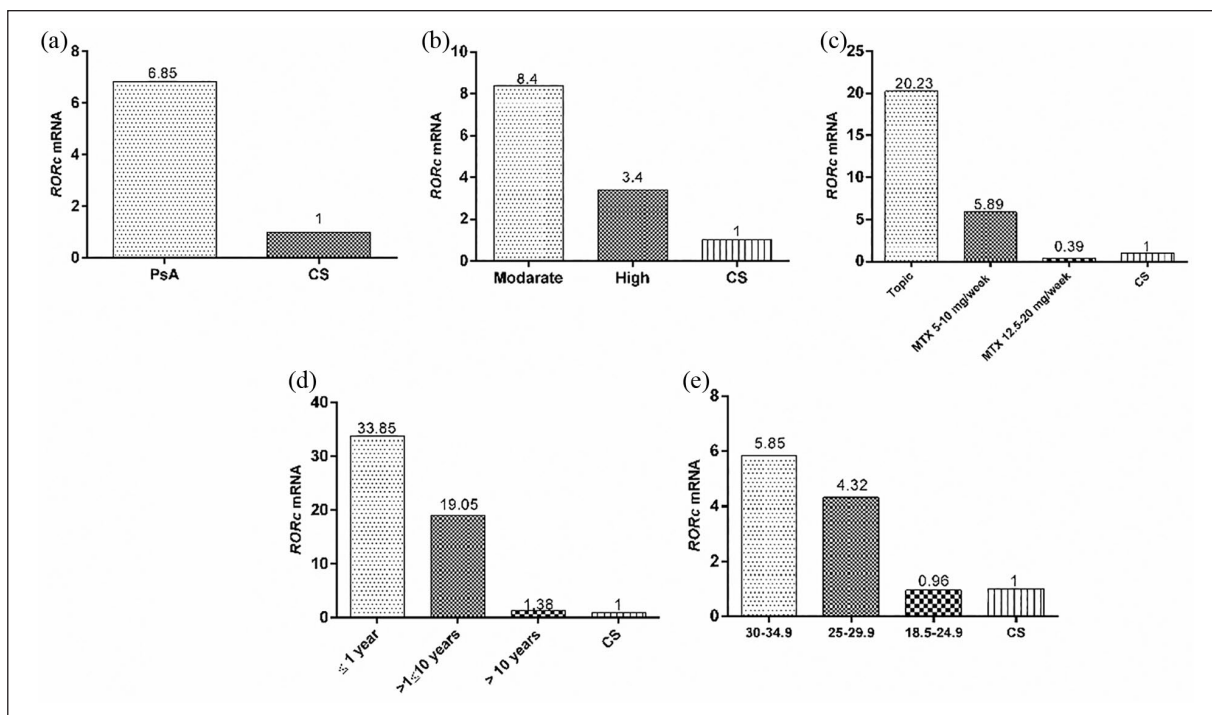 (a)
RORc mRNA
8
6
4
2
0
6.85
1
PsA
CS
(b)
RORc mRNA
10
8
6
4
2
0
8.4
3.4
1
Modarate
High
CS
(c)
RORc mRNA
25
20
15
10
5
0
20.23
5.89
0.39
1
Topic
MTX 5-10 mg/week
MTX 12.5-20 mg/week
CS
(d)
RORc mRNA
40
30
20
10
0
33.85
19.05
1.38
1
≤ 1 year
>1≤10 years
> 10 years
CS
(e)
RORc mRNA
8
6
4
2
0
5.85
4.32
0.96
1
30-34.9
25-29.9
18.5-24.9
CS